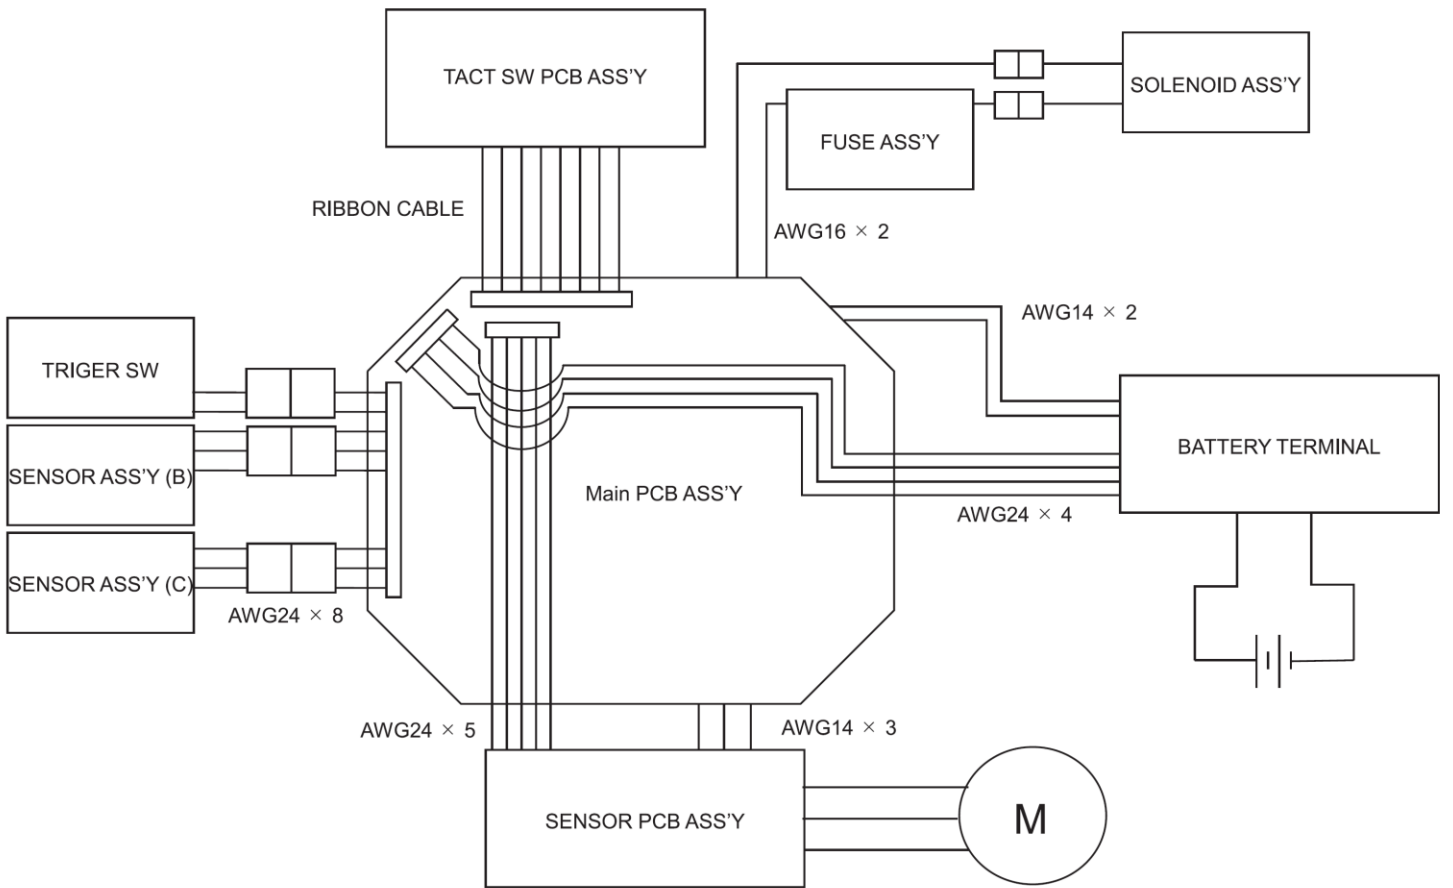 TACT SW PCB ASS'Y
SOLENOID ASS'Y
FUSE ASS'Y
RIBBON CABLE
AWG16 × 2
AWG14 × 2
TRIGER SW
BATTERY TERMINAL
SENSOR ASS'Y (B)
Main PCB ASS'Y
AWG24 × 4
SENSOR ASS'Y (C)
AWG24 × 8
AWG24 × 5
AWG14 × 3
SENSOR PCB ASS'Y
M